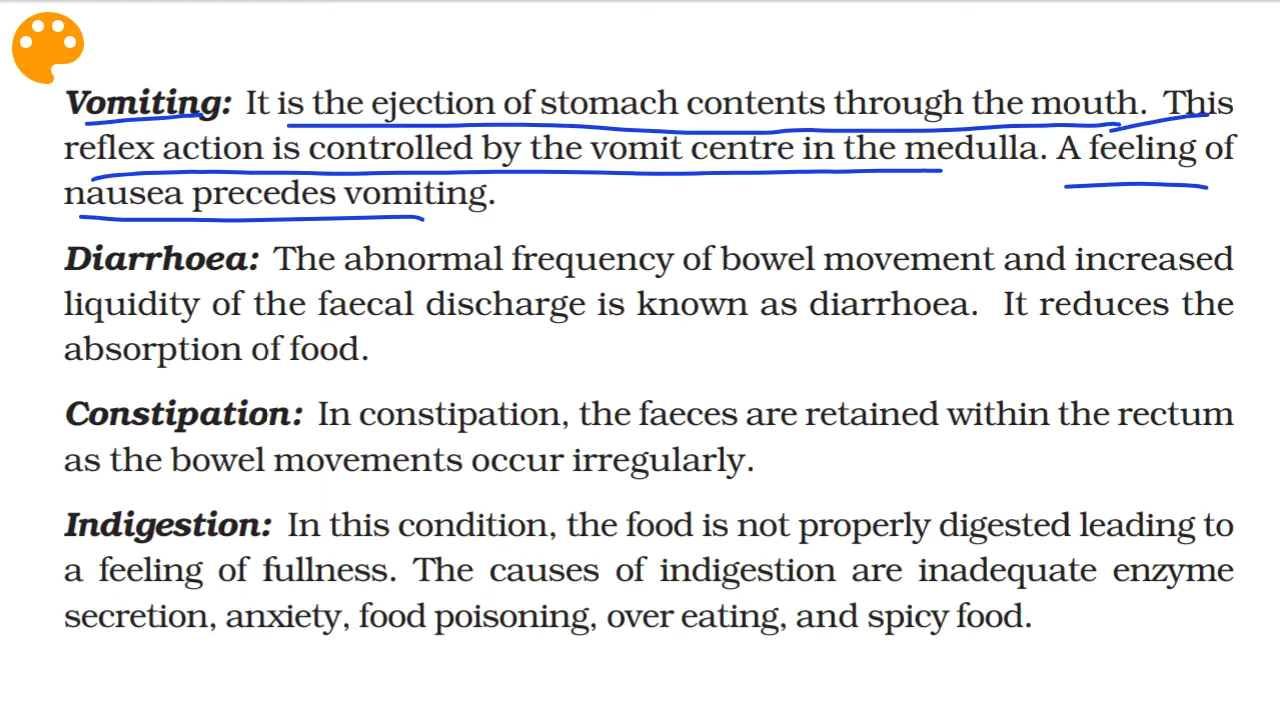 Vomiting: It is the ejection of stomach contents through the mouth. This
reflex action is controlled by the vomit centre in the medulla. A feeling of
nausea precedes vomiting.
Diarrhoea: The abnormal frequency of bowel movement and increased
liquidity of the faecal discharge is known as diarrhoea. It reduces the
absorption of food.
Constipation: In constipation, the faeces are retained within the rectum
as the bowel movements occur irregularly.
Indigestion: In this condition, the food is not properly digested leading to
a feeling of fullness. The causes of indigestion are inadequate enzyme
secretion, anxiety, food poisoning, over eating, and spicy food.